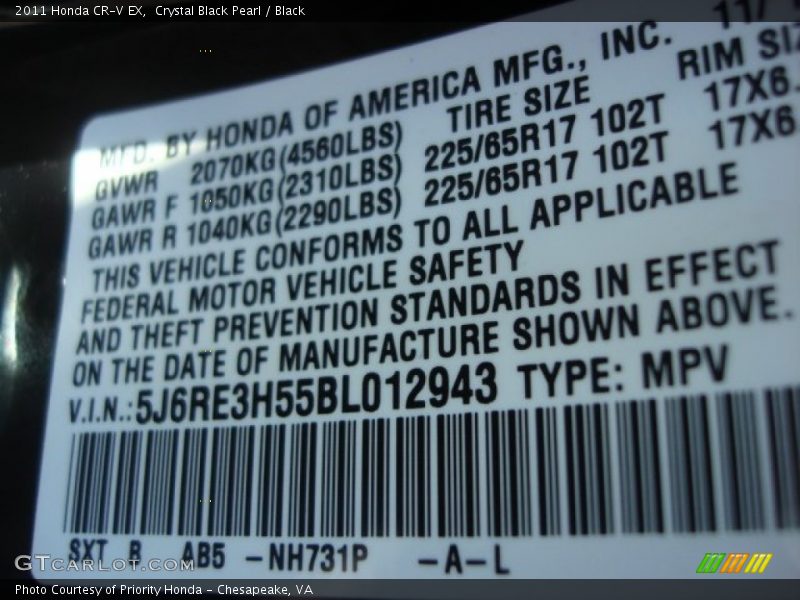 2011 Honda CR-V EX,  Crystal Black Pearl / Black
MFD. BY HONDA OF AMERICA MFG., INC. 11/
GVWR 2070KG(4560LBS) TIRE SIZE RIM SIZ
GAWR F 1050KG(2310LBS) 225/65R17 102T 17X6.
GAWR R 1040KG(2290LBS) 225/65R17 102T 17X6
THIS VEHICLE CONFORMS TO ALL APPLICABLE
FEDERAL MOTOR VEHICLE SAFETY
AND THEFT PREVENTION STANDARDS IN EFFECT
ON THE DATE OF MANUFACTURE SHOWN ABOVE.
V.I.N.:5J6RE3H55BL012943 TYPE: MPV
SXT B AB5 -NH731P -A-L
GTCarLot.com
Photo Courtesy of Priority Honda - Chesapeake, VA